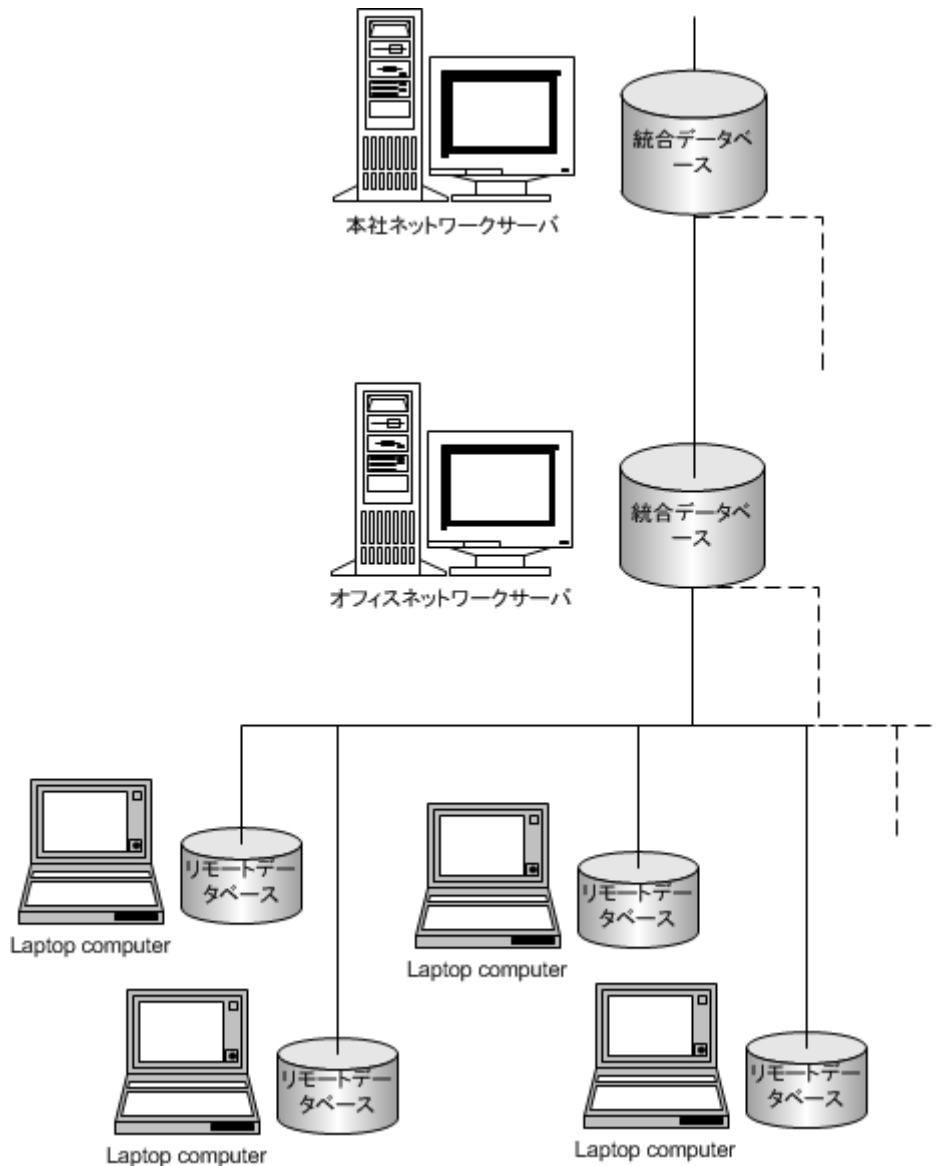 統合データベ
ース
本社ネットワークサーバ
統合データベ
ース
オフィスネットワークサーバ
リモートデー
タベース
Laptop computer
リモートデー
タベース
Laptop computer
リモートデー
タベース
Laptop computer
リモートデー
タベース
Laptop computer